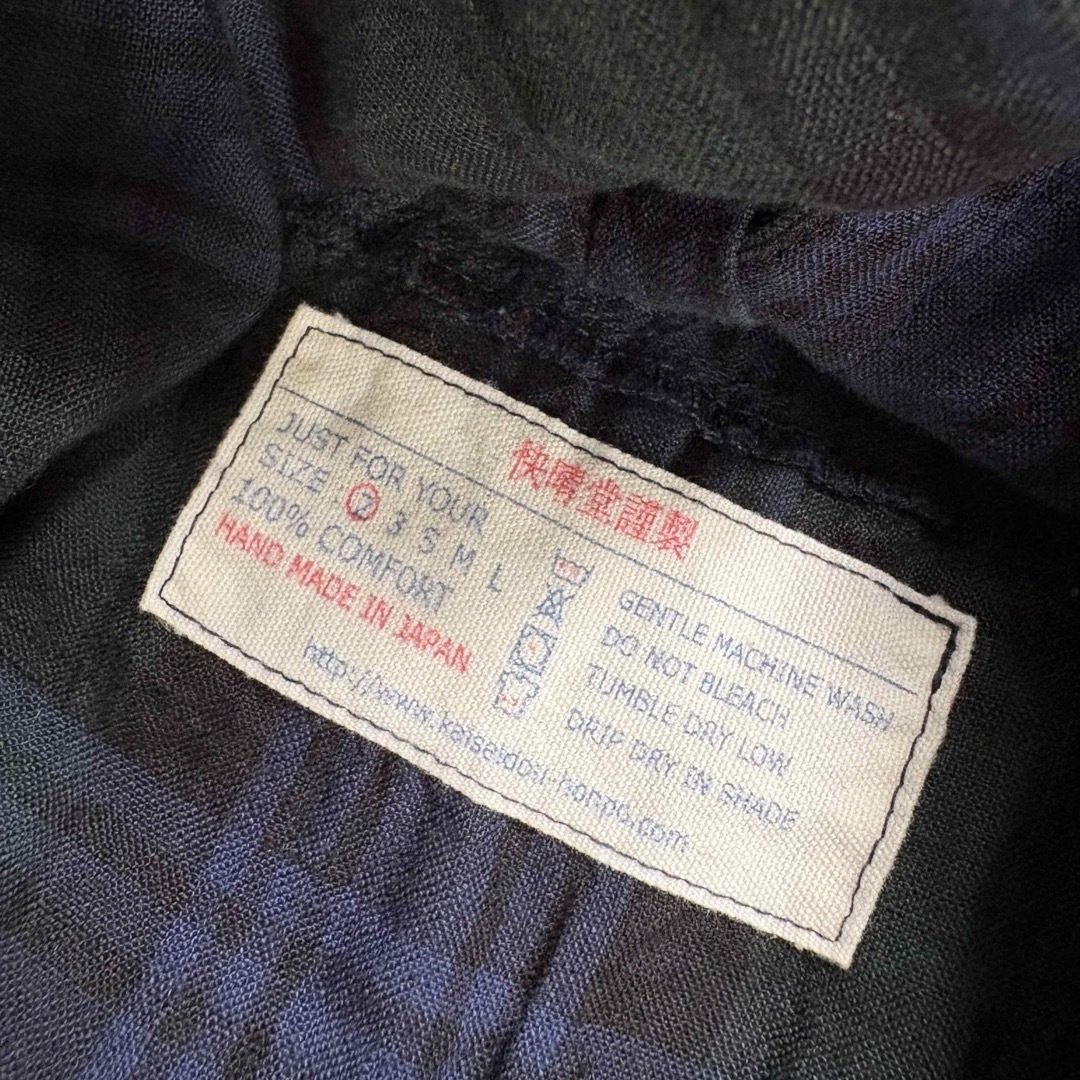 快晴堂謹製
JUST FOR YOUR
SIZE 2 3 S M L
100% COMFORT
HAND MADE IN JAPAN
GENTLE MACHINE WASH
DO NOT BLEACH
TUMBLE DRY LOW
DRIP DRY IN SHADE
http://www.kaiseidou-honpo.com